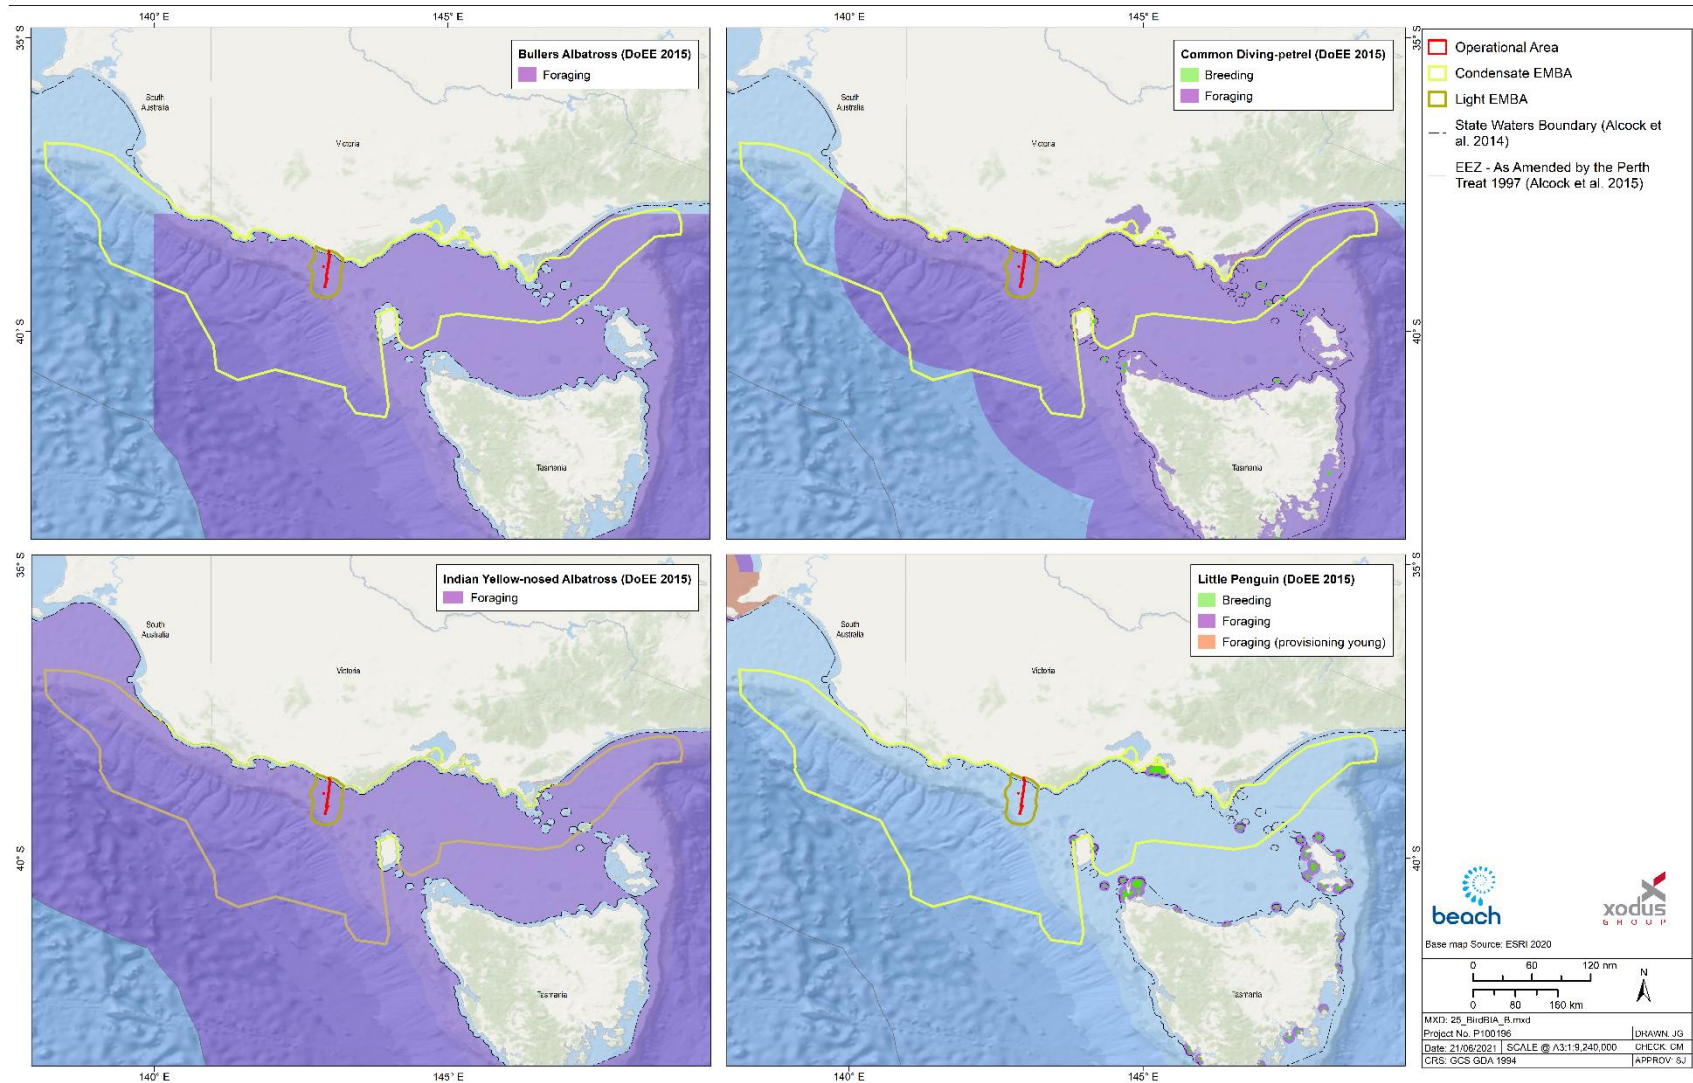 140° E
145° E
140° E
145° E
35° S
35° S
Bullers Albatross (DoEE 2015)
Foraging
South
Australia
Victoria
Tasmania
40° S
Common Diving-petrel (DoEE 2015)
Breeding
Foraging
South
Australia
Victoria
Tasmania
40° S
Operational Area
Condensate EMBA
Light EMBA
State Waters Boundary (Alcock et
al. 2014)
EEZ - As Amended by the Perth
Treat 1997 (Alcock et al. 2015)
35° S
35° S
Indian Yellow-nosed Albatross (DoEE 2015)
Foraging
South
Australia
Victoria
Tasmania
40° S
Little Penguin (DoEE 2015)
Breeding
Foraging
Foraging (provisioning young)
South
Australia
Victoria
Tasmania
40° S
140° E
145° E
140° E
145° E
beach
xodus
GROUP
Base map Source: ESRI 2020
0 60 120 nm
N
0 80 160 km
MXD: 25_BirdBIA_B.mxd
Project No. P100196
DRAWN: JG
Date: 21/06/2021
SCALE @ A3:1:9,240,000
CHECK: CM
CRS: GCS GDA 1994
APPROV: SJ